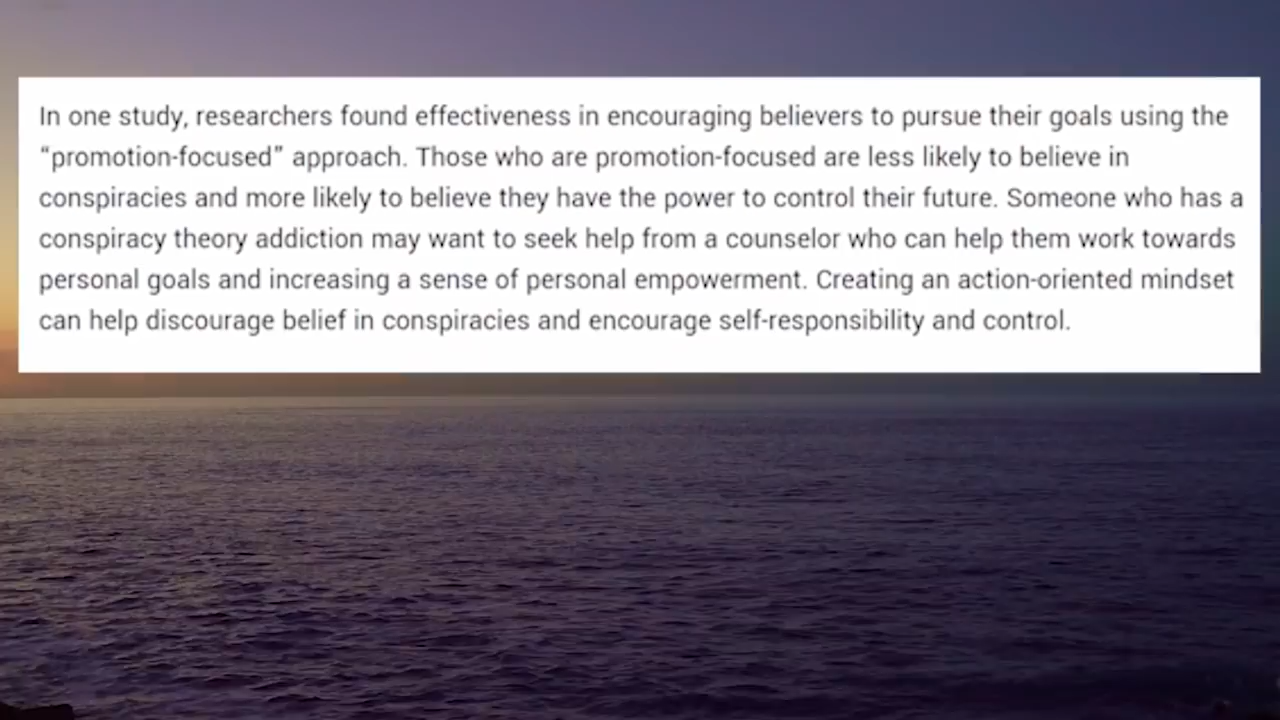 In one study, researchers found effectiveness in encouraging believers to pursue their goals using the
“promotion-focused” approach. Those who are promotion-focused are less likely to believe in
conspiracies and more likely to believe they have the power to control their future. Someone who has a
conspiracy theory addiction may want to seek help from a counselor who can help them work towards
personal goals and increasing a sense of personal empowerment. Creating an action-oriented mindset
can help discourage belief in conspiracies and encourage self-responsibility and control.